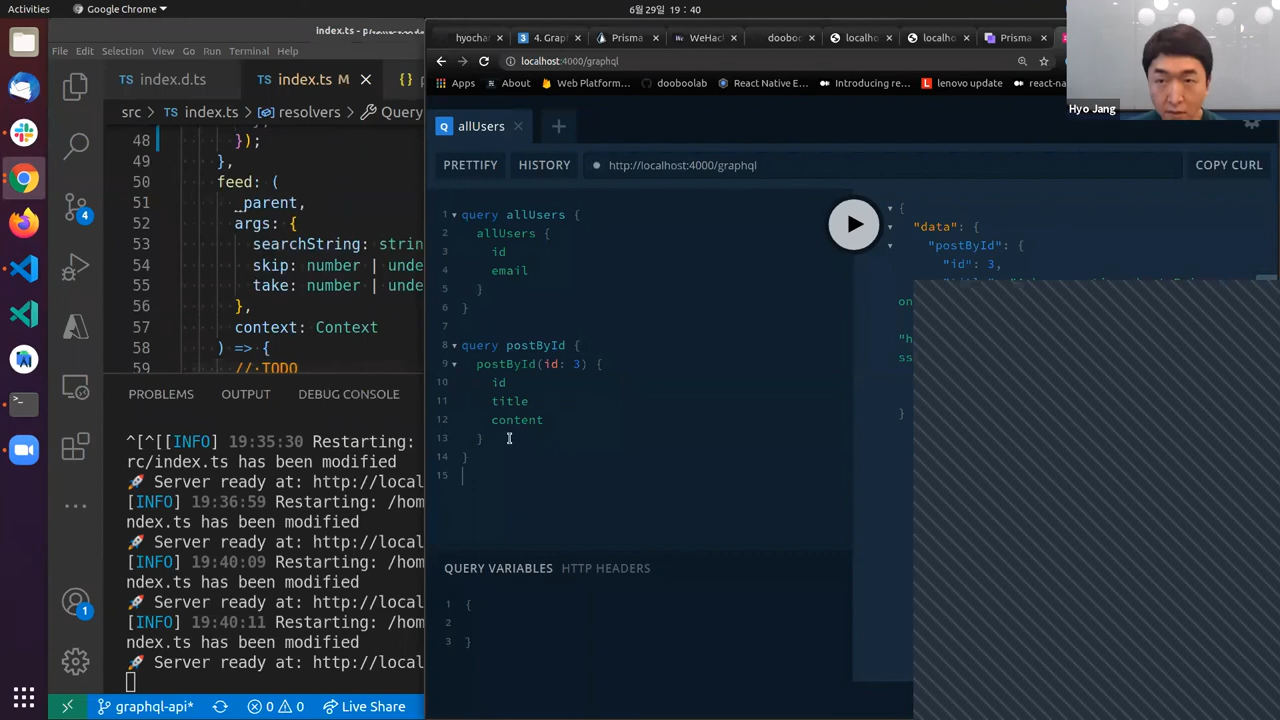 Activities
Google Chrome
6월 29일 19 : 40
index.ts - p
File Edit Selection View Go Run Terminal Help
hyochan
4. Grap
Prisma
WeHack
doobool
localho
localho
Prisma
localhost:4000/graphql
Apps
About
Web Platform...
dooboolab
React Native E...
Introducing re...
lenovo update
react-na
Hyo Jang
index.d.ts
index.ts M
src > TS index.ts > resolvers > Query
48 });
49 },
50 feed: (
51 _parent,
52 args: {
53 searchString: strin
54 skip: number | unde
55 take: number | unde
56 },
57 context: Context
58 ) => {
59 // TODO
PROBLEMS OUTPUT DEBUG CONSOLE
^[^[[INFO] 19:35:30 Restarting:
rc/index.ts has been modified
🚀 Server ready at: http://local
[INFO] 19:36:59 Restarting: /hom
ndex.ts has been modified
🚀 Server ready at: http://local
[INFO] 19:40:09 Restarting: /hom
ndex.ts has been modified
🚀 Server ready at: http://local
[INFO] 19:40:11 Restarting: /hom
ndex.ts has been modified
🚀 Server ready at: http://local
graphql-api*
0 0
Live Share
4
1
Q allUsers
PRETTIFY HISTORY http://localhost:4000/graphql COPY CURL
1 query allUsers {
2 allUsers {
3 id
4 email
5 }
6 }
7
8 query postById {
9 postById(id: 3) {
10 id
11 title
12 content
13 }
14 }
15
QUERY VARIABLES HTTP HEADERS
1 {
2
3 }
{
"data": {
"postById": {
"id": 3,
on
"h
ss
}